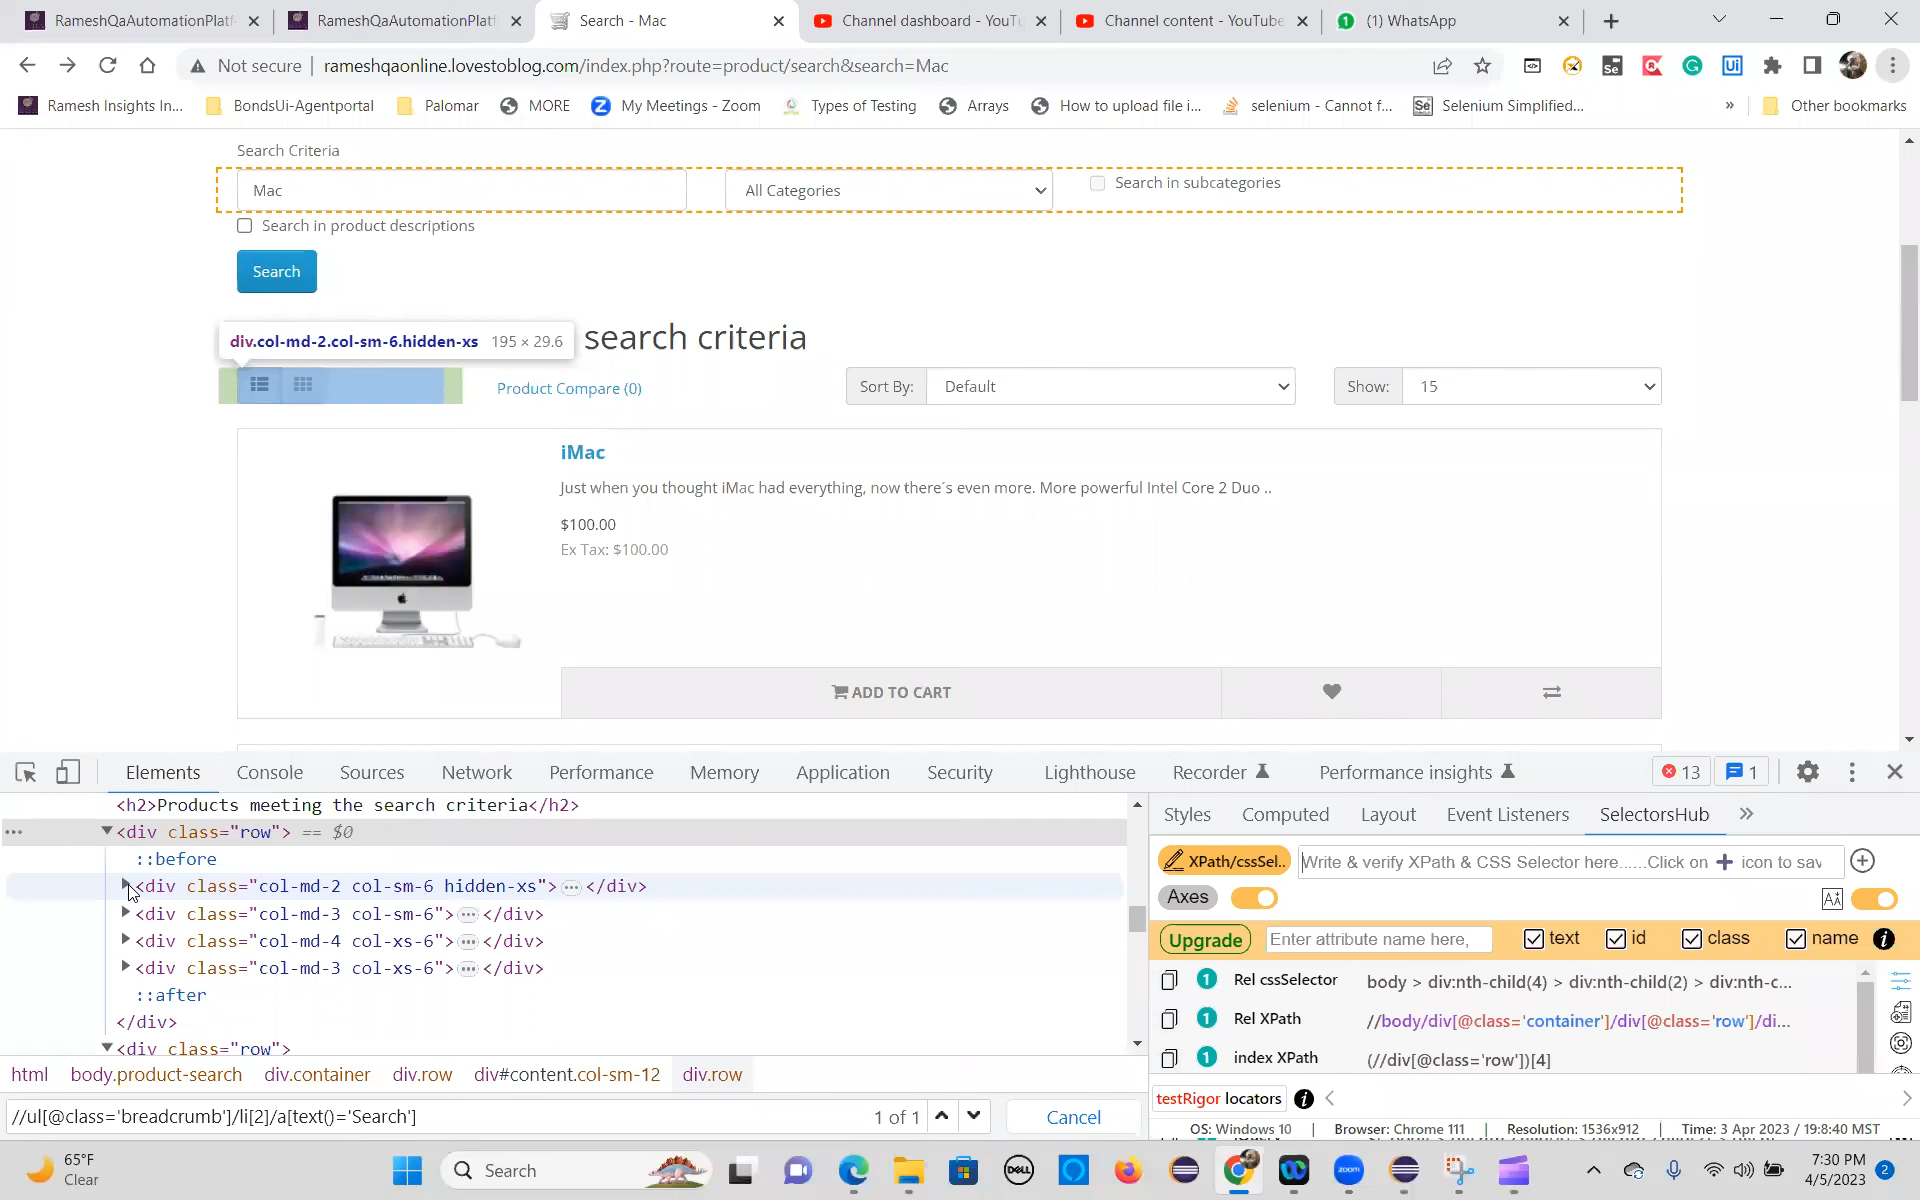 RameshQaAutomationPlatf
RameshQaAutomationPlatf
Search - Mac
Channel dashboard - YouTu
Channel content - YouTube
(1) WhatsApp
Not secure
rameshqaonline.lovestoblog.com/index.php?route=product/search&search=Mac
Ramesh Insights In...
BondsUi-Agentportal
Palomar
MORE
My Meetings - Zoom
Types of Testing
Arrays
How to upload file i...
selenium - Cannot f...
Selenium Simplified...
»
Other bookmarks
Search Criteria
Mac
All Categories
Search in subcategories
Search in product descriptions
Search
search criteria
div.col-md-2.col-sm-6.hidden-xs 195 × 29.6
Product Compare (0)
Sort By:
Default
Show:
15
iMac
Just when you thought iMac had everything, now there´s even more. More powerful Intel Core 2 Duo ..
$100.00
Ex Tax: $100.00
ADD TO CART
Elements
Console
Sources
Network
Performance
Memory
Application
Security
Lighthouse
Recorder
Performance insights
13
1
<h2>Products meeting the search criteria</h2>
<div class="row"> == $0
::before
<div class="col-md-2 col-sm-6 hidden-xs">…</div>
<div class="col-md-3 col-sm-6">…</div>
<div class="col-md-4 col-xs-6">…</div>
<div class="col-md-3 col-xs-6">…</div>
::after
</div>
<div class="row">
html
body.product-search
div.container
div.row
div#content.col-sm-12
div.row
//ul[@class='breadcrumb']/li[2]/a[text()='Search']
1 of 1
Cancel
Styles
Computed
Layout
Event Listeners
SelectorsHub
»
XPath/cssSel..
Write & verify XPath & CSS Selector here......Click on + icon to sav
Axes
Upgrade
Enter attribute name here,
text
id
class
name
1 Rel cssSelector body > div:nth-child(4) > div:nth-child(2) > div:nth-c...
1 Rel XPath //body/div[@class='container']/div[@class='row']/di...
1 index XPath (//div[@class='row'])[4]
testRigor locators
OS: Windows 10 | Browser: Chrome 111 | Resolution: 1536x912 | Time: 3 Apr 2023 / 19:8:40 MST
65°F
Clear
Search
DELL
zoom
7:30 PM
4/5/2023
2